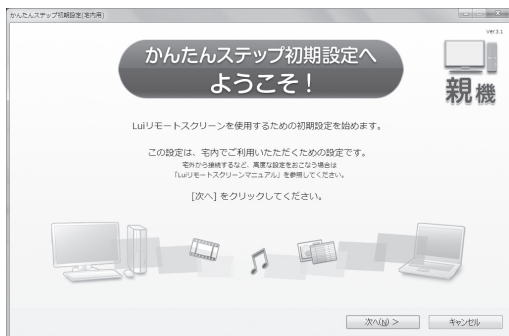 かんたんステップ初期設定(宅内用)
Ver.3.1
かんたんステップ初期設定へ
ようこそ！
親機
Luiリモートスクリーンを使用するための初期設定を始めます。
この設定は、宅内でご利用いただくための設定です。
宅外から接続するなど、高度な設定をおこなう場合は
「Luiリモートスクリーンマニュアル」を参照してください。
[次へ] をクリックしてください。
次へ(N) >
キャンセル